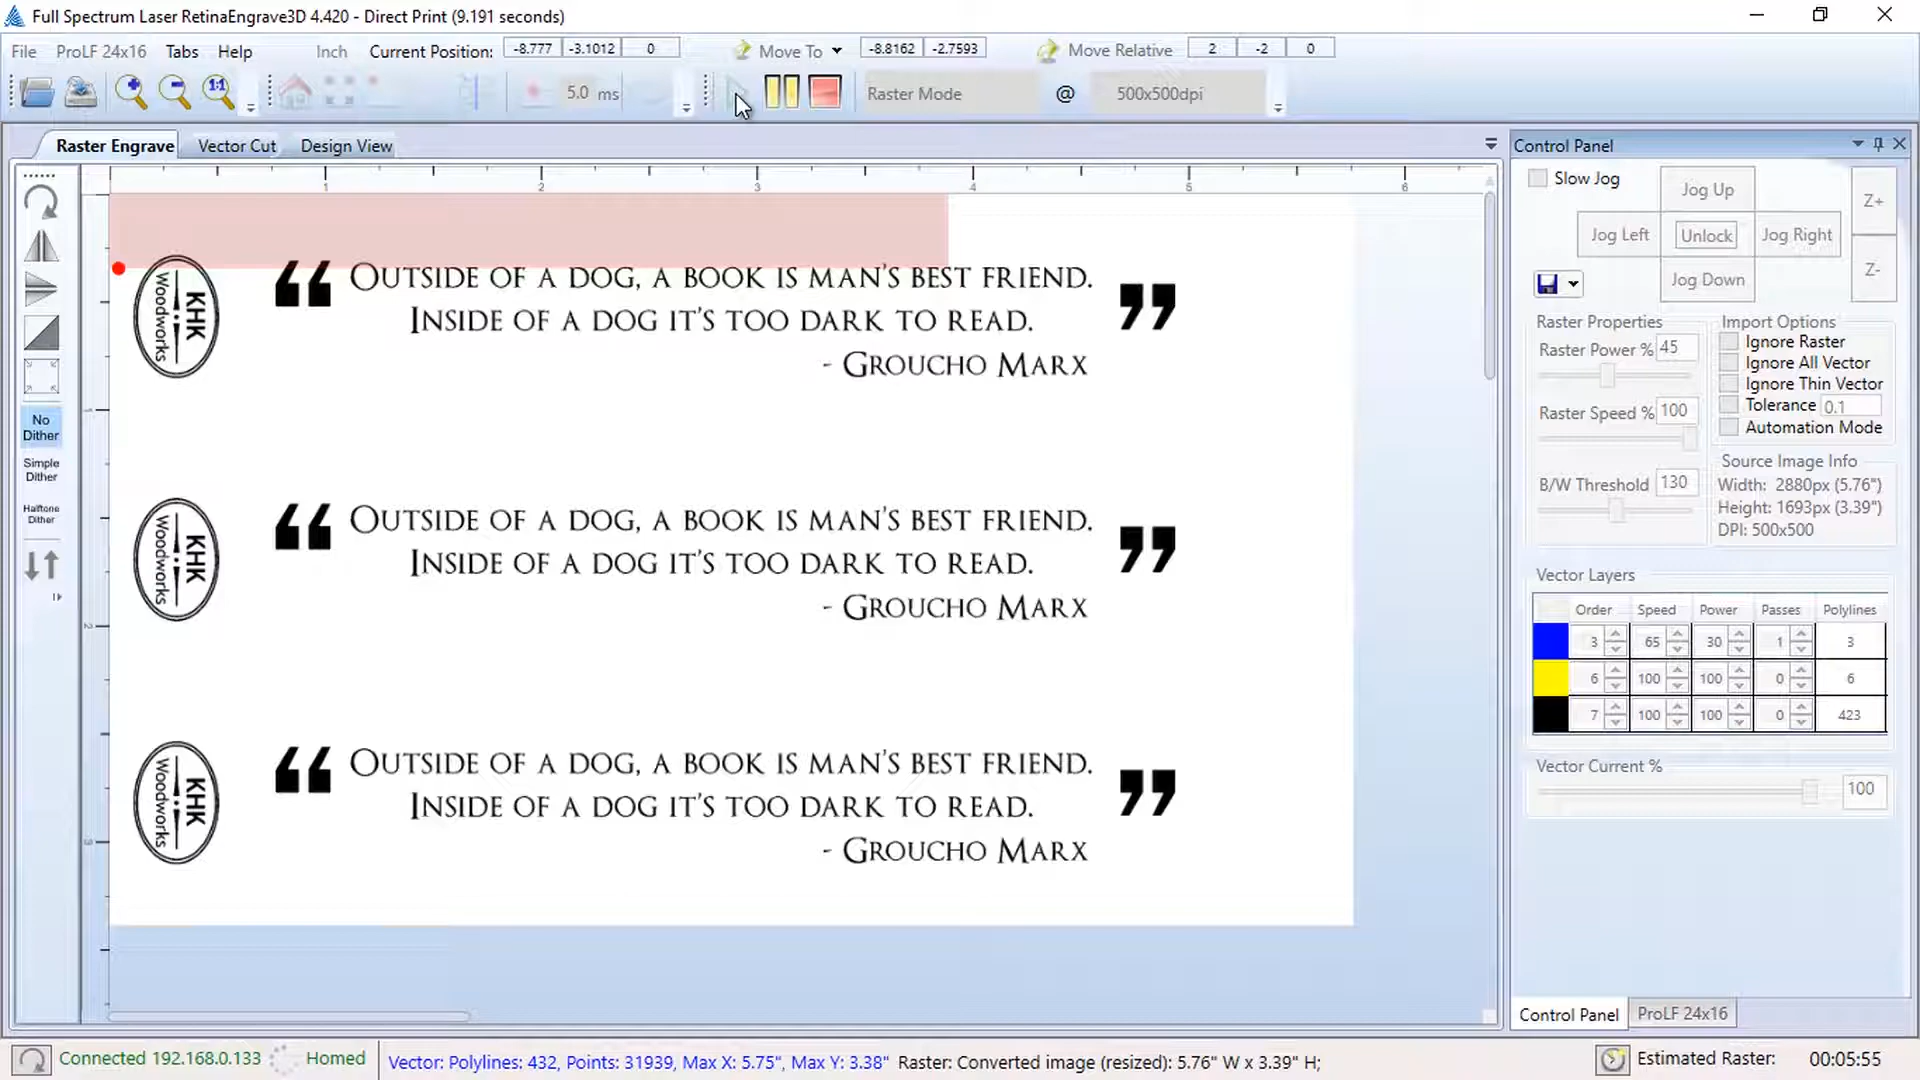 Full Spectrum Laser RetinaEngrave3D 4.420 - Direct Print (9.191 seconds)
File ProLF 24x16 Tabs Help Inch Current Position: -8.777 -3.1012 0 Move To -8.8162 -2.7593 Move Relative 2 -2 0
1:1 5.0 ms Raster Mode @ 500x500dpi
Raster Engrave Vector Cut Design View
1 2 3 4 5 6
No
Dither
Simple
Dither
Halftone
Dither
1
2
3
KHK
Woodworks
“ OUTSIDE OF A DOG, A BOOK IS MAN'S BEST FRIEND.
INSIDE OF A DOG IT'S TOO DARK TO READ. ”
- GROUCHO MARX
KHK
Woodworks
“ OUTSIDE OF A DOG, A BOOK IS MAN'S BEST FRIEND.
INSIDE OF A DOG IT'S TOO DARK TO READ. ”
- GROUCHO MARX
KHK
Woodworks
“ OUTSIDE OF A DOG, A BOOK IS MAN'S BEST FRIEND.
INSIDE OF A DOG IT'S TOO DARK TO READ. ”
- GROUCHO MARX
Control Panel
Slow Jog Jog Up Z+
Jog Left Unlock Jog Right
Jog Down Z-
Raster Properties
Raster Power % 45
Raster Speed % 100
B/W Threshold 130
Import Options
Ignore Raster
Ignore All Vector
Ignore Thin Vector
Tolerance 0.1
Automation Mode
Source Image Info
Width: 2880px (5.76")
Height: 1693px (3.39")
DPI: 500x500
Vector Layers
Order Speed Power Passes Polylines
3 65 30 1 3
6 100 100 0 6
7 100 100 0 423
Vector Current %
100
Control Panel ProLF 24x16
Connected 192.168.0.133 Homed Vector: Polylines: 432, Points: 31939, Max X: 5.75", Max Y: 3.38" Raster: Converted image (resized): 5.76" W x 3.39" H; Estimated Raster: 00:05:55